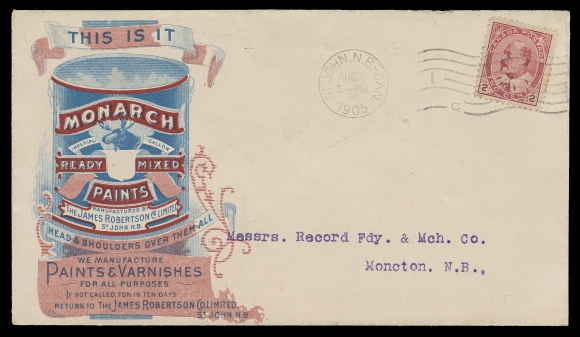 THIS IS IT
MONARCH
IMPERIAL GALLON
READY MIXED
PAINTS
MANUFACTURED BY
THE JAMES ROBERTSON CO. LIMITED
ST JOHN N.B.
HEAD & SHOULDERS OVER THEM ALL
WE MANUFACTURE
PAINTS & VARNISHES
FOR ALL PURPOSES
IF NOT CALLED FOR IN TEN DAYS
RETURN TO THE JAMES ROBERTSON CO. LIMITED,
ST JOHN N.B.
ST. JOHN, N.B. CAN.
AUG
3-PM
1905
C
CANADA POSTAGE
2 2
Messrs. Record Fdy. & Mch. Co.
Moncton. N.B.,